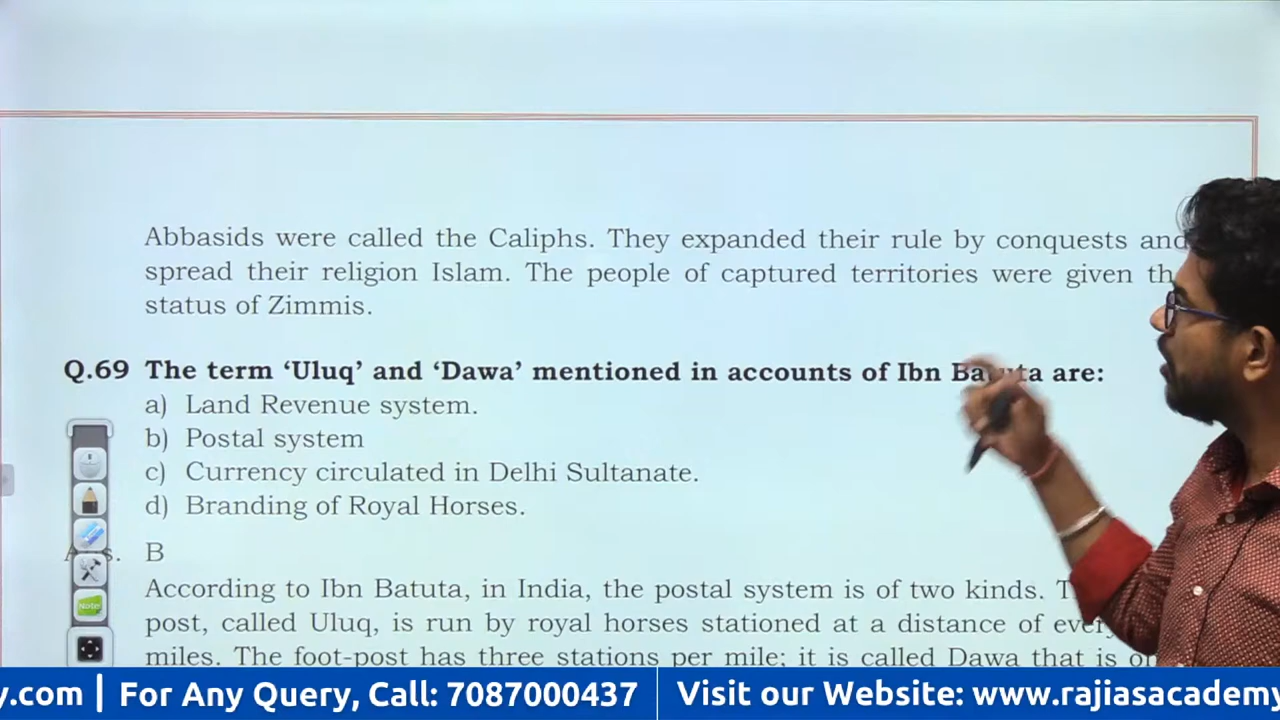 Abbasids were called the Caliphs. They expanded their rule by conquests and
spread their religion Islam. The people of captured territories were given
status of Zimmis.
Q.69 The term ‘Uluq’ and ‘Dawa’ mentioned in accounts of Ibn Batuta are:
a) Land Revenue system.
b) Postal system
c) Currency circulated in Delhi Sultanate.
d) Branding of Royal Horses.
B
According to Ibn Batuta, in India, the postal system is of two kinds.
post, called Uluq, is run by royal horses stationed at a distance of
miles. The foot-post has three stations per mile; it is called Dawa that is
Note!
y.com | For Any Query, Call: 7087000437 Visit our Website: www.rajiasacademy